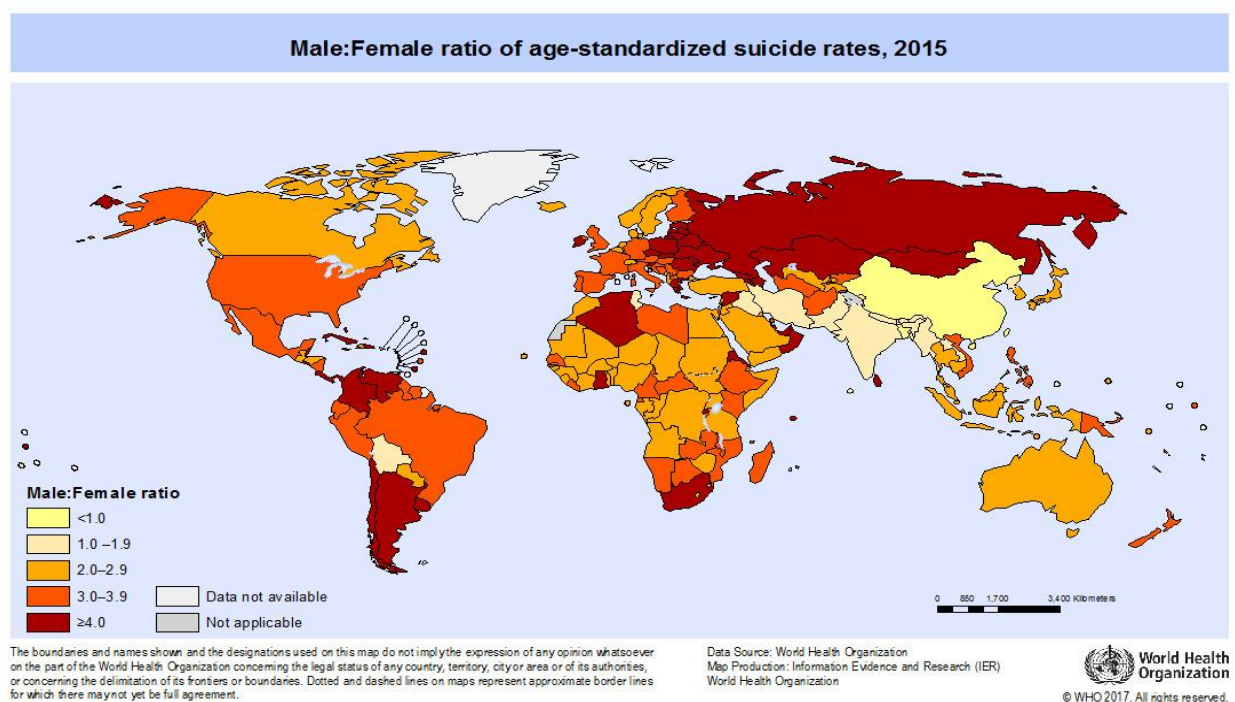 Male:Female ratio of age-standardized suicide rates, 2015
Male:Female ratio
<1.0
1.0 –1.9
2.0–2.9
3.0–3.9
≥4.0
Data not available
Not applicable
0 850 1,700 3,400 Kilometers
The boundaries and names shown and the designations used on this map do not imply the expression of any opinion whatsoever
on the part of the World Health Organization concerning the legal status of any country, territory, city or area or of its authorities,
or concerning the delimitation of its frontiers or boundaries. Dotted and dashed lines on maps represent approximate border lines
for which there may not yet be full agreement.
Data Source: World Health Organization
Map Production: Information Evidence and Research (IER)
World Health Organization
World Health
Organization
© WHO 2017. All rights reserved.